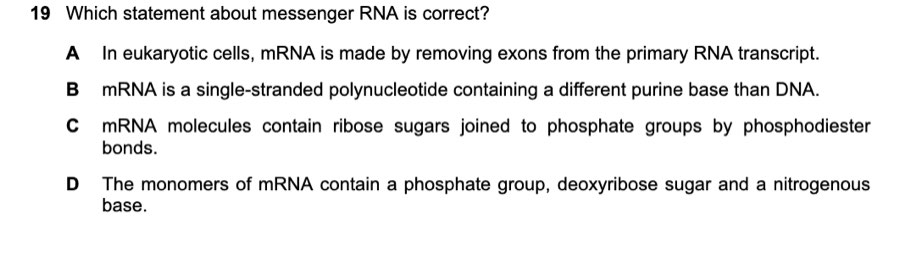 19 Which statement about messenger RNA is correct?
A In eukaryotic cells, mRNA is made by removing exons from the primary RNA transcript.
B mRNA is a single-stranded polynucleotide containing a different purine base than DNA.
C mRNA molecules contain ribose sugars joined to phosphate groups by phosphodiester
bonds.
D The monomers of mRNA contain a phosphate group, deoxyribose sugar and a nitrogenous
base.